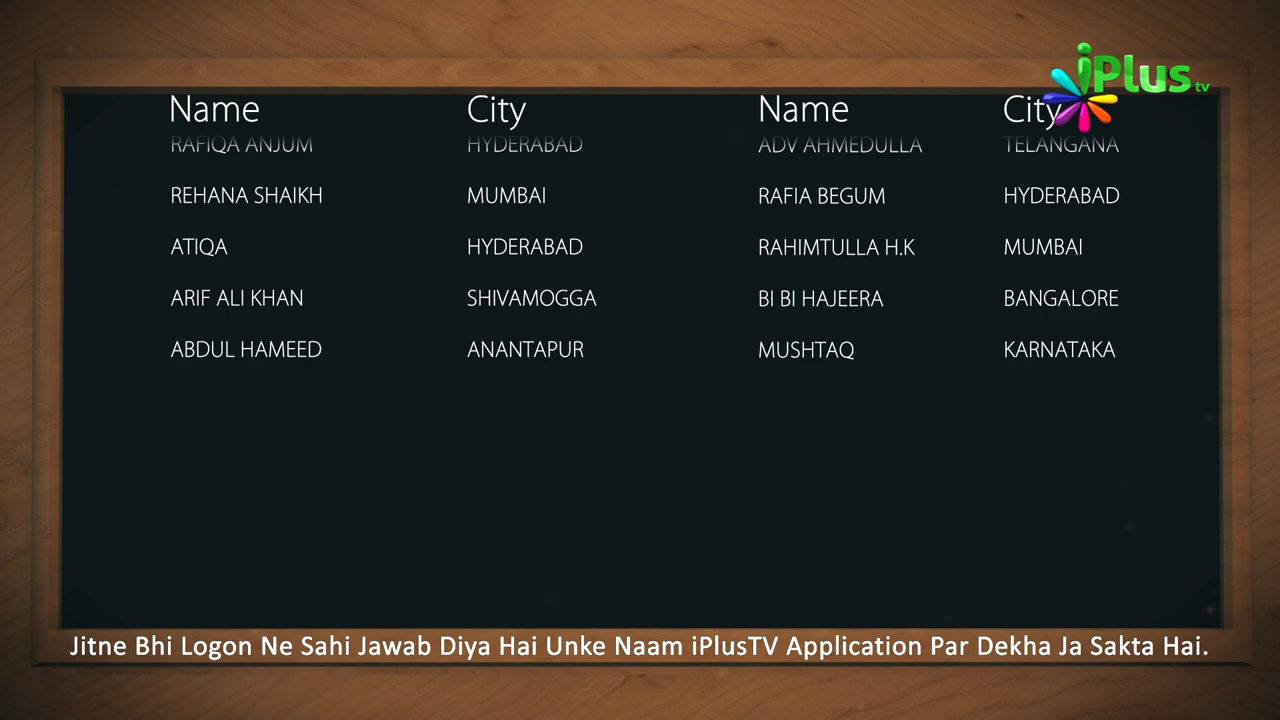 iPlus tv
Name City Name City
RAFIQA ANJUM HYDERABAD ADV AHMEDULLA TELANGANA
REHANA SHAIKH MUMBAI RAFIA BEGUM HYDERABAD
ATIQA HYDERABAD RAHIMTULLA H.K MUMBAI
ARIF ALI KHAN SHIVAMOGGA BI BI HAJEERA BANGALORE
ABDUL HAMEED ANANTAPUR MUSHTAQ KARNATAKA
Jitne Bhi Logon Ne Sahi Jawab Diya Hai Unke Naam iPlusTV Application Par Dekha Ja Sakta Hai.